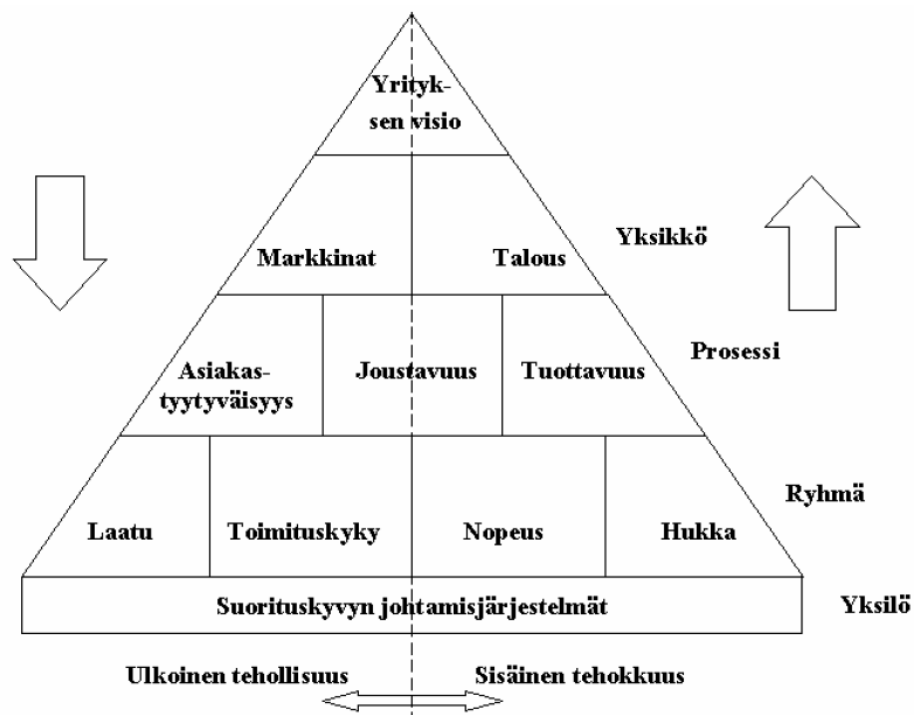 Yrityk-
sen visio
Markkinat
Talous
Yksikkö
Asiakas-
tyytyväisyys
Joustavuus
Tuottavuus
Prosessi
Laatu
Toimituskyky
Nopeus
Hukka
Ryhmä
Suorituskyvyn johtamisjärjestelmät
Yksilö
Ulkoinen tehollisuus
Sisäinen tehokkuus